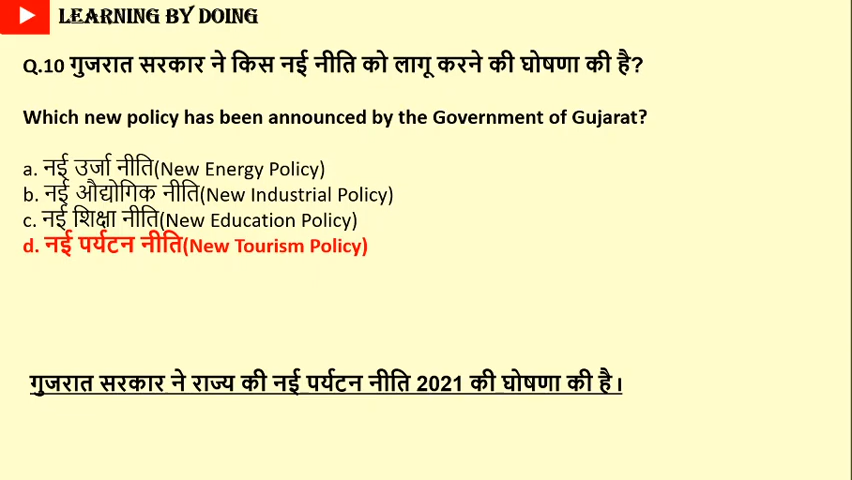 LEARNING BY DOING
Q.10 गुजरात सरकार ने किस नई नीति को लागू करने की घोषणा की है?
Which new policy has been announced by the Government of Gujarat?
a. नई उर्जा नीति(New Energy Policy)
b. नई औद्योगिक नीति(New Industrial Policy)
c. नई शिक्षा नीति(New Education Policy)
d. नई पर्यटन नीति(New Tourism Policy)
गुजरात सरकार ने राज्य की नई पर्यटन नीति 2021 की घोषणा की है।